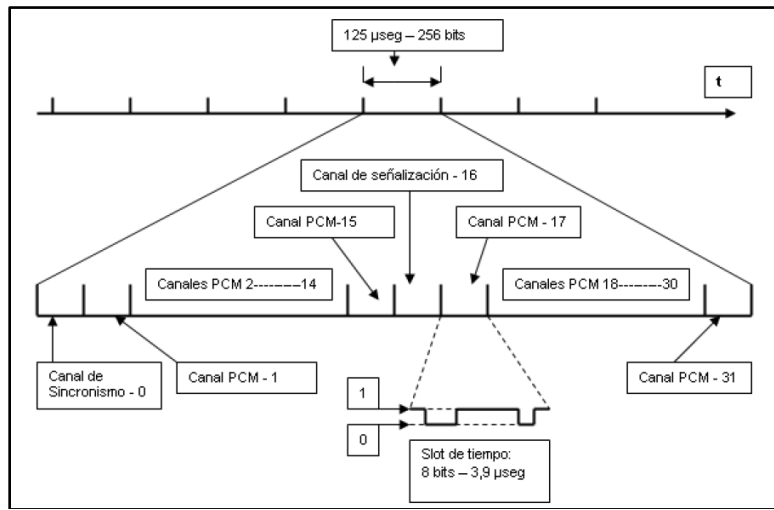 125 µseg – 256 bits
t
Canal de señalización - 16
Canal PCM-15
Canal PCM - 17
Canales PCM 2----------14
Canales PCM 18---------30
Canal de
Sincronismo - 0
Canal PCM - 1
Canal PCM - 31
1
0
Slot de tiempo:
8 bits – 3,9 µseg